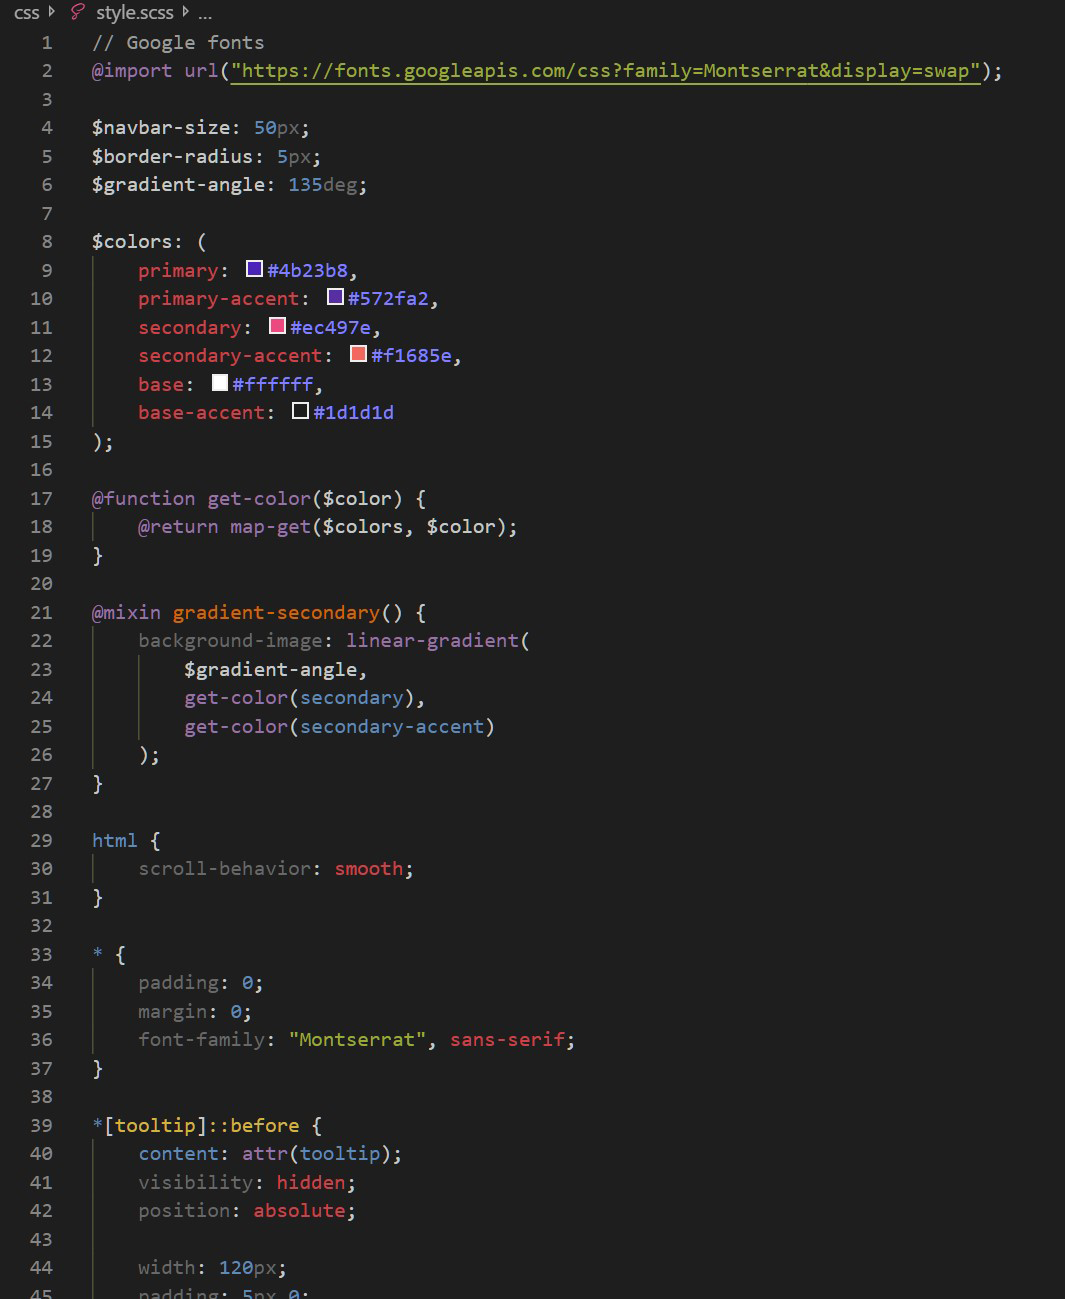 css style.scss ...
1 // Google fonts
2 @import url("https://fonts.googleapis.com/css?family=Montserrat&display=swap");
3
4 $navbar-size: 50px;
5 $border-radius: 5px;
6 $gradient-angle: 135deg;
7
8 $colors: (
9     primary: #4b23b8,
10     primary-accent: #572fa2,
11     secondary: #ec497e,
12     secondary-accent: #f1685e,
13     base: #ffffff,
14     base-accent: #1d1d1d
15 );
16
17 @function get-color($color) {
18     @return map-get($colors, $color);
19 }
20
21 @mixin gradient-secondary() {
22     background-image: linear-gradient(
23         $gradient-angle,
24         get-color(secondary),
25         get-color(secondary-accent)
26     );
27 }
28
29 html {
30     scroll-behavior: smooth;
31 }
32
33 * {
34     padding: 0;
35     margin: 0;
36     font-family: "Montserrat", sans-serif;
37 }
38
39 *[tooltip]::before {
40     content: attr(tooltip);
41     visibility: hidden;
42     position: absolute;
43
44     width: 120px;
45     padding: 5px 0;